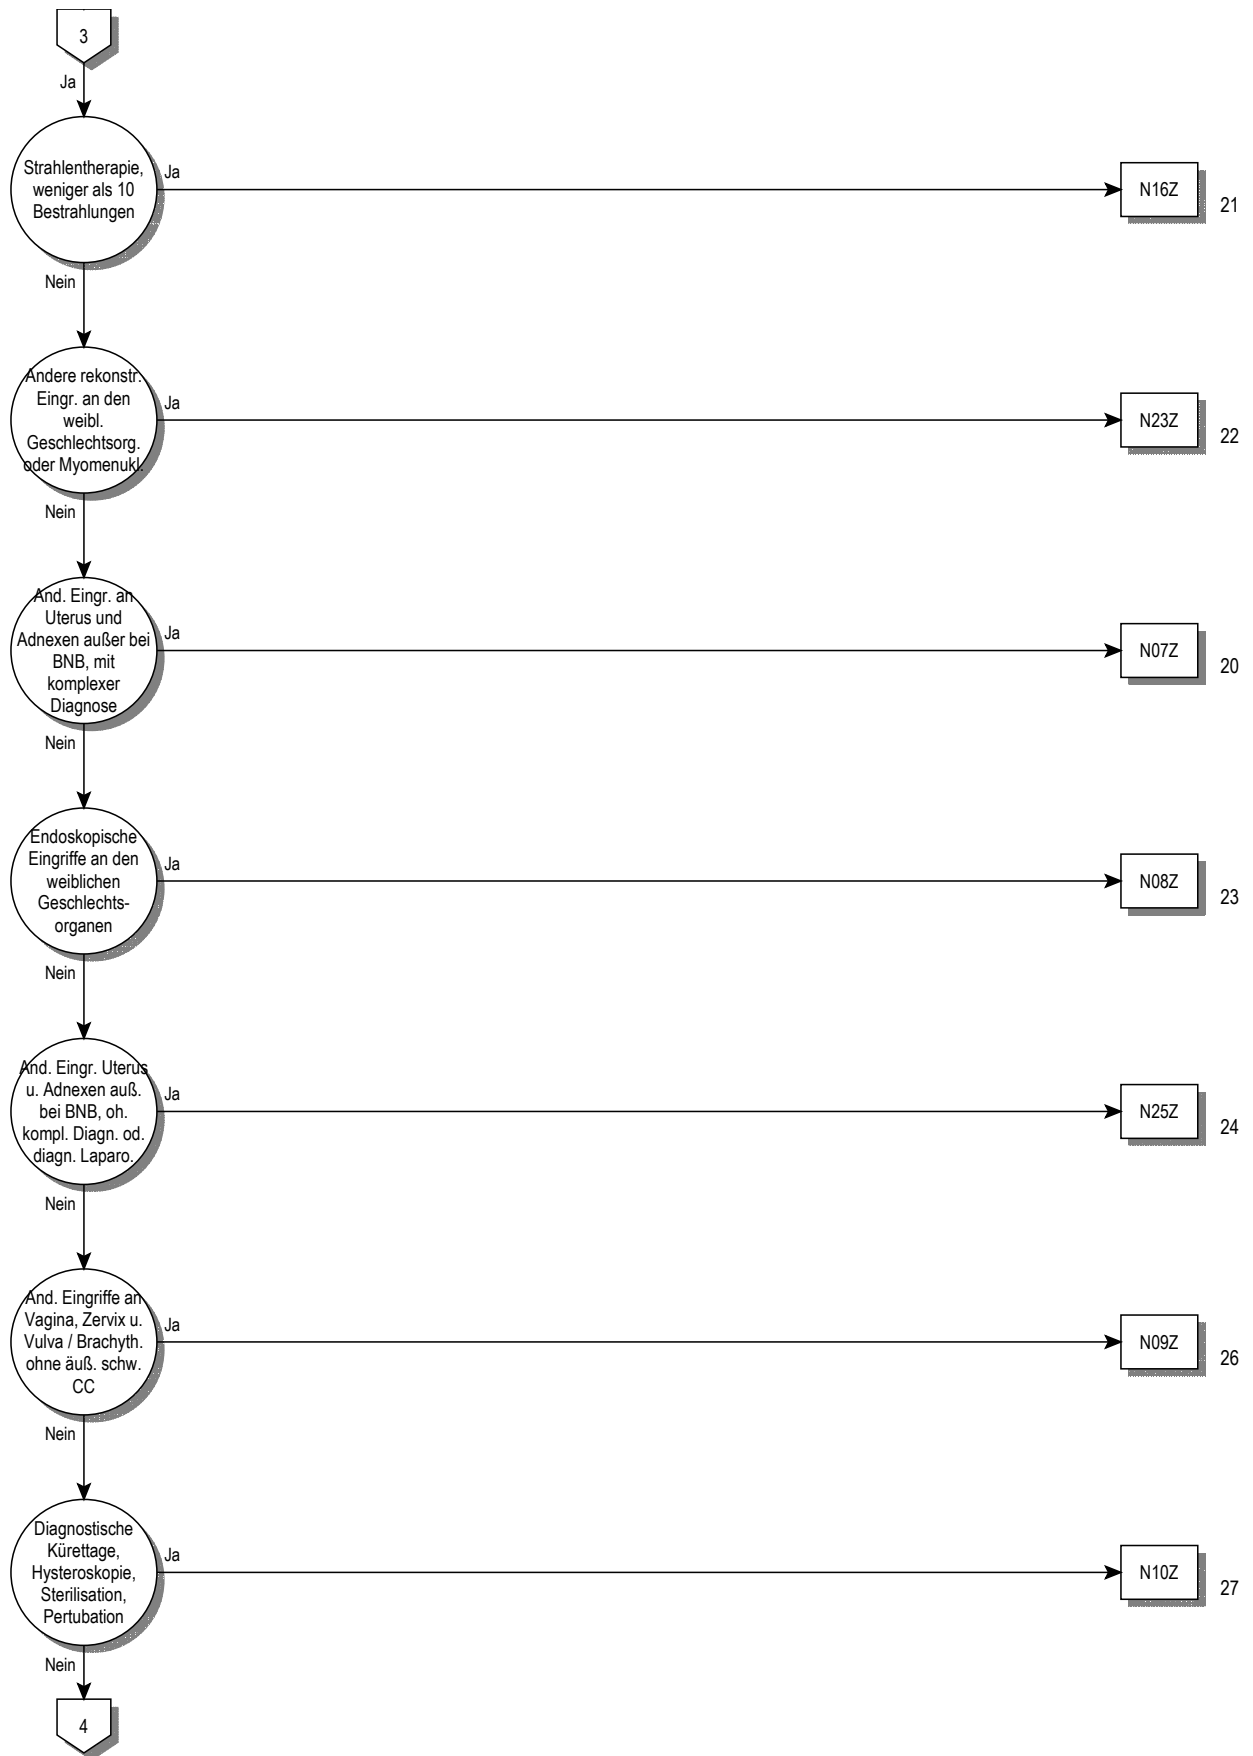 3
Ja
Strahlentherapie,
weniger als 10
Bestrahlungen
Ja
N16Z
21
Nein
Andere rekonstr.
Eingr. an den
weibl.
Geschlechtsorg.
oder Myomenukl.
Ja
N23Z
22
Nein
And. Eingr. an
Uterus und
Adnexen außer bei
BNB, mit
komplexer
Diagnose
Ja
N07Z
20
Nein
Endoskopische
Eingriffe an den
weiblichen
Geschlechts-
organen
Ja
N08Z
23
Nein
And. Eingr. Uterus
u. Adnexen auß.
bei BNB, oh.
kompl. Diagn. od.
diagn. Laparo.
Ja
N25Z
24
Nein
And. Eingriffe an
Vagina, Zervix u.
Vulva / Brachyth.
ohne äuß. schw.
CC
Ja
N09Z
26
Nein
Diagnostische
Kürettage,
Hysteroskopie,
Sterilisation,
Pertubation
Ja
N10Z
27
Nein
4